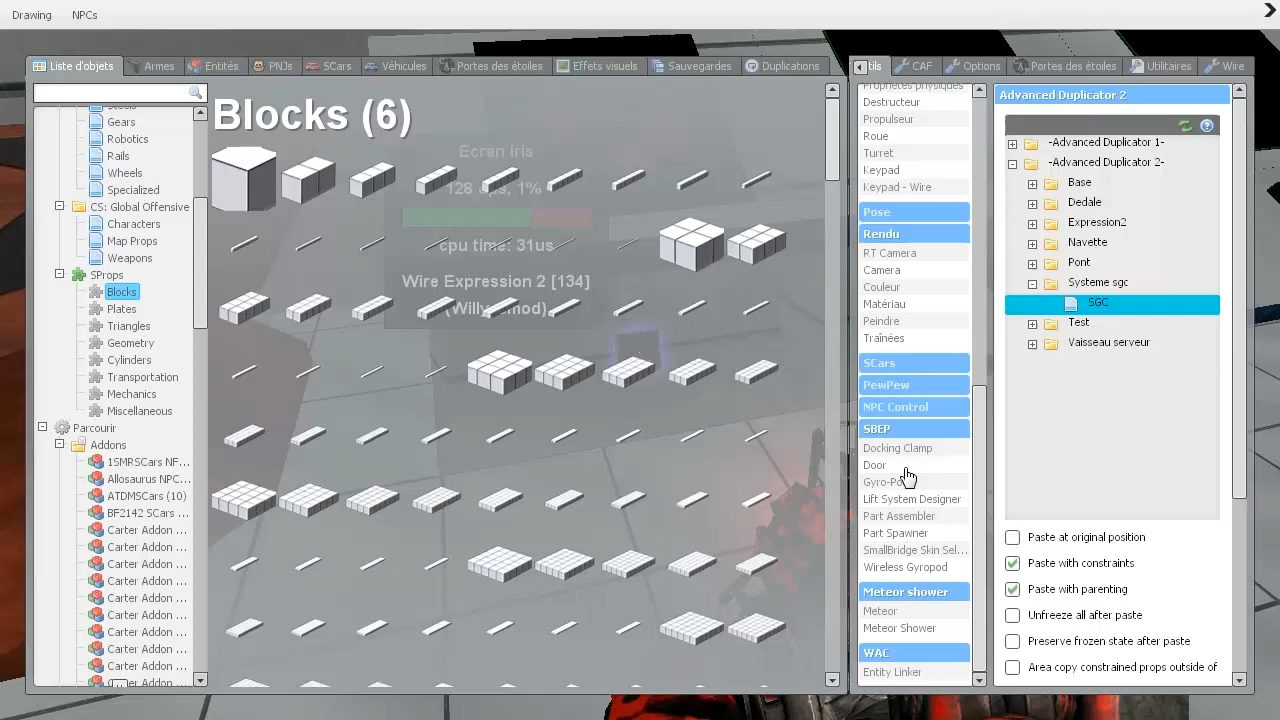 Drawing NPCs
Liste d'objets Armes Entités PNJs SCars Véhicules Portes des étoiles Effets visuels Sauvegardes Duplications
tils CAF Options Portes des étoiles Utilitaires Wire
Gears
Robotics
Rails
Wheels
Specialized
CS: Global Offensive
Characters
Map Props
Weapons
SProps
Blocks
Plates
Triangles
Geometry
Cylinders
Transportation
Mechanics
Miscellaneous
Parcourir
Addons
1SMRSCars NF...
Allosaurus NPC...
ATDMSCars (10)
BF2142 SCars ...
Carter Addon ...
Carter Addon ...
Carter Addon ...
Carter Addon ...
Carter Addon ...
Carter Addon ...
Carter Addon ...
Carter Addon ...
Carter Addon ...
Carter Addon ...
Blocks (6)
Ecran iris
128 ops, 1%
cpu time: 31us
Wire Expression 2 [134]
Propriétés physiques
Destructeur
Propulseur
Roue
Turret
Keypad
Keypad - Wire
Pose
Rendu
RT Camera
Camera
Couleur
Matériau
Peindre
Traînées
SCars
PewPew
NPC Control
SBEP
Docking Clamp
Door
Lift System Designer
Part Assembler
Part Spawner
SmallBridge Skin Sel...
Wireless Gyropod
Meteor shower
Meteor
Meteor Shower
WAC
Entity Linker
Advanced Duplicator 2
-Advanced Duplicator 1-
-Advanced Duplicator 2-
Base
Dedale
Expression2
Navette
Pont
Systeme sgc
SGC
Test
Vaisseau serveur
Paste at original position
Paste with constraints
Paste with parenting
Unfreeze all after paste
Preserve frozen state after paste
Area copy constrained props outside of